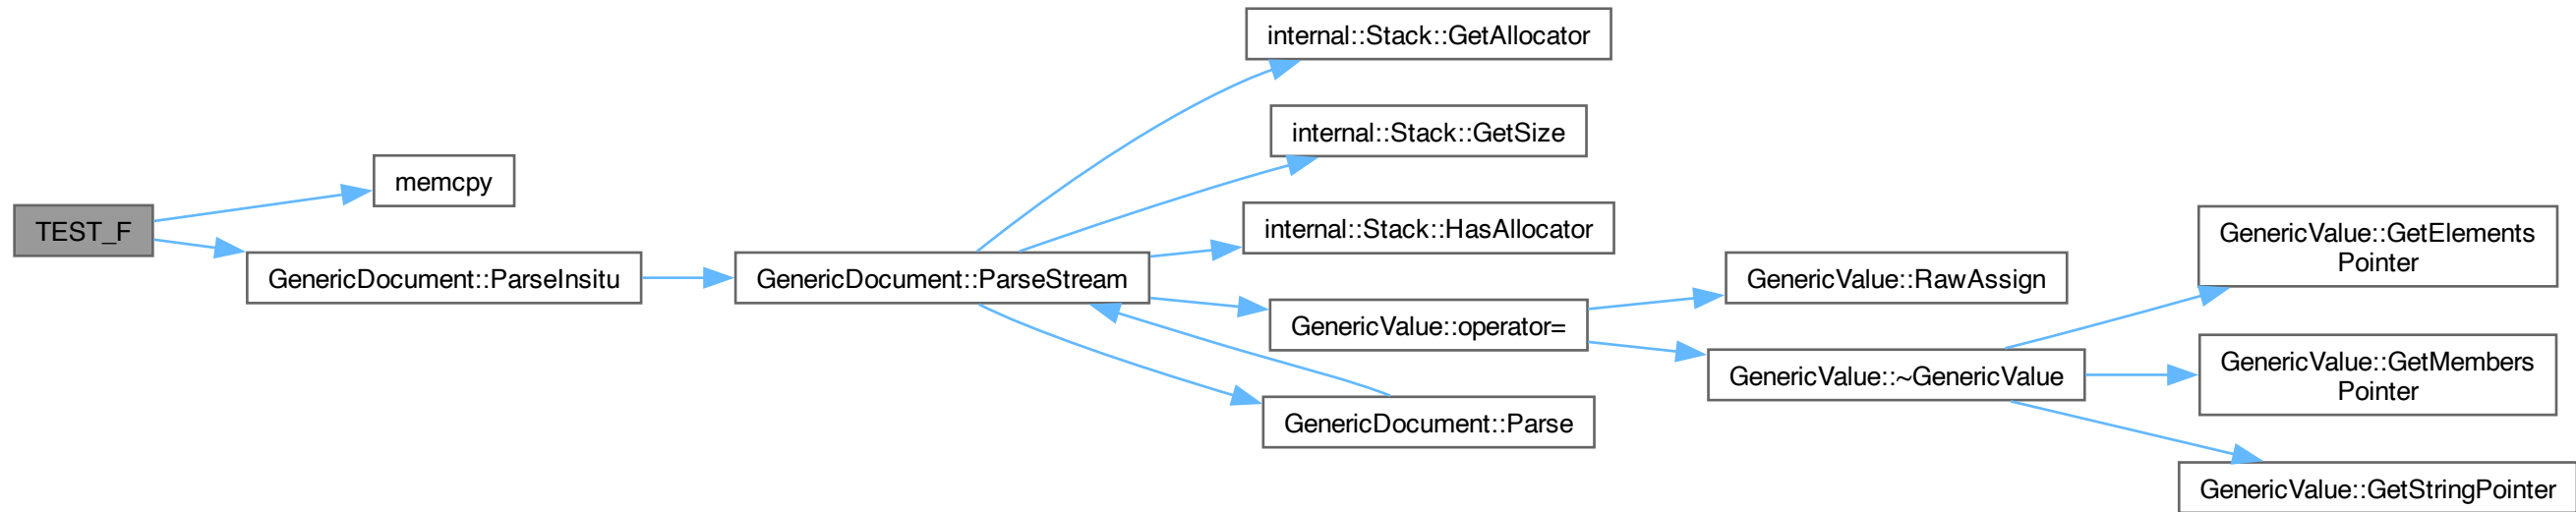 TEST_F
memcpy
GenericDocument::ParseInsitu
GenericDocument::ParseStream
internal::Stack::GetAllocator
internal::Stack::GetSize
internal::Stack::HasAllocator
GenericValue::operator=
GenericDocument::Parse
GenericValue::RawAssign
GenericValue::~GenericValue
GenericValue::GetElements
Pointer
GenericValue::GetMembers
Pointer
GenericValue::GetStringPointer